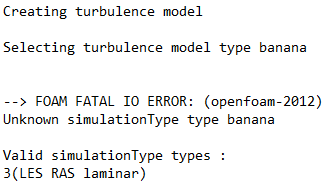 Creating turbulence model
Selecting turbulence model type banana
--> FOAM FATAL IO ERROR: (openfoam-2012)
Unknown simulationType type banana
Valid simulationType types :
3(LES RAS laminar)